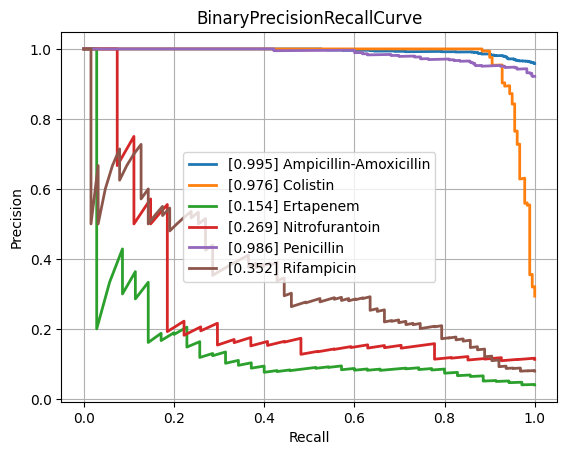 BinaryPrecisionRecallCurve
1.0
0.8
0.6
0.4
0.2
0.0
Precision
[0.995] Ampicillin-Amoxicillin
[0.976] Colistin
[0.154] Ertapenem
[0.269] Nitrofurantoin
[0.986] Penicillin
[0.352] Rifampicin
0.0 0.2 0.4 0.6 0.8 1.0
Recall